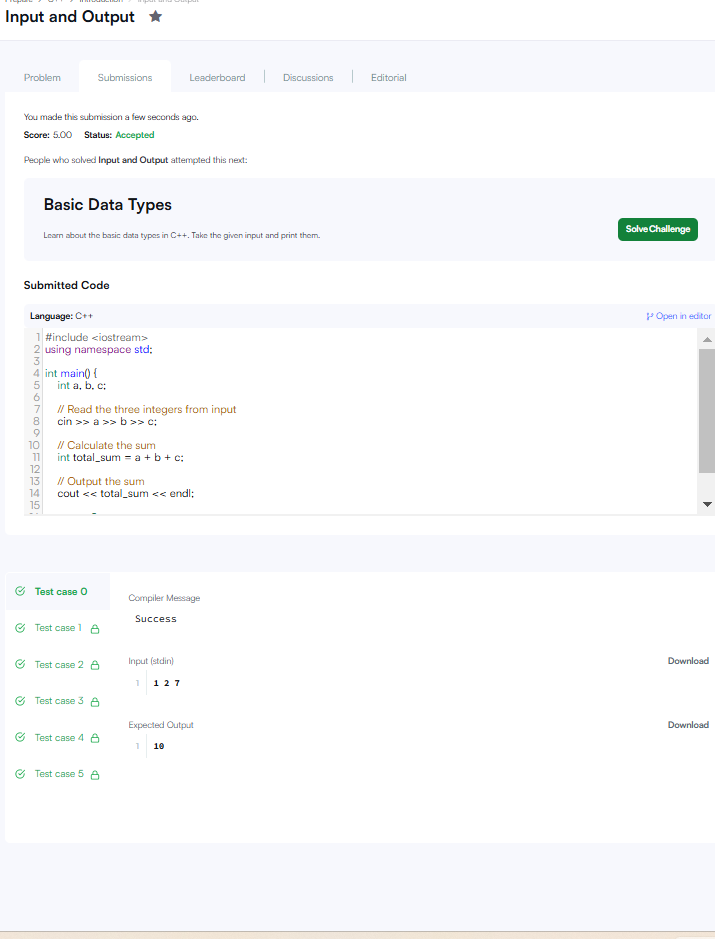 Prepare > C++ > Introduction > Input and Output
Input and Output
Problem
Submissions
Leaderboard
Discussions
Editorial
You made this submission a few seconds ago.
Score: 5.00 Status: Accepted
People who solved Input and Output attempted this next:
Basic Data Types
Learn about the basic data types in C++. Take the given input and print them.
Solve Challenge
Submitted Code
Language: C++
Open in editor
1 #include <iostream>
2 using namespace std;
3
4 int main() {
5 int a, b, c;
6
7 // Read the three integers from input
8 cin >> a >> b >> c;
9
10 // Calculate the sum
11 int total_sum = a + b + c;
12
13 // Output the sum
14 cout << total_sum << endl;
15
Test case 0
Test case 1
Test case 2
Test case 3
Test case 4
Test case 5
Compiler Message
Success
Input (stdin)
Download
1 1 2 7
Expected Output
Download
1 10